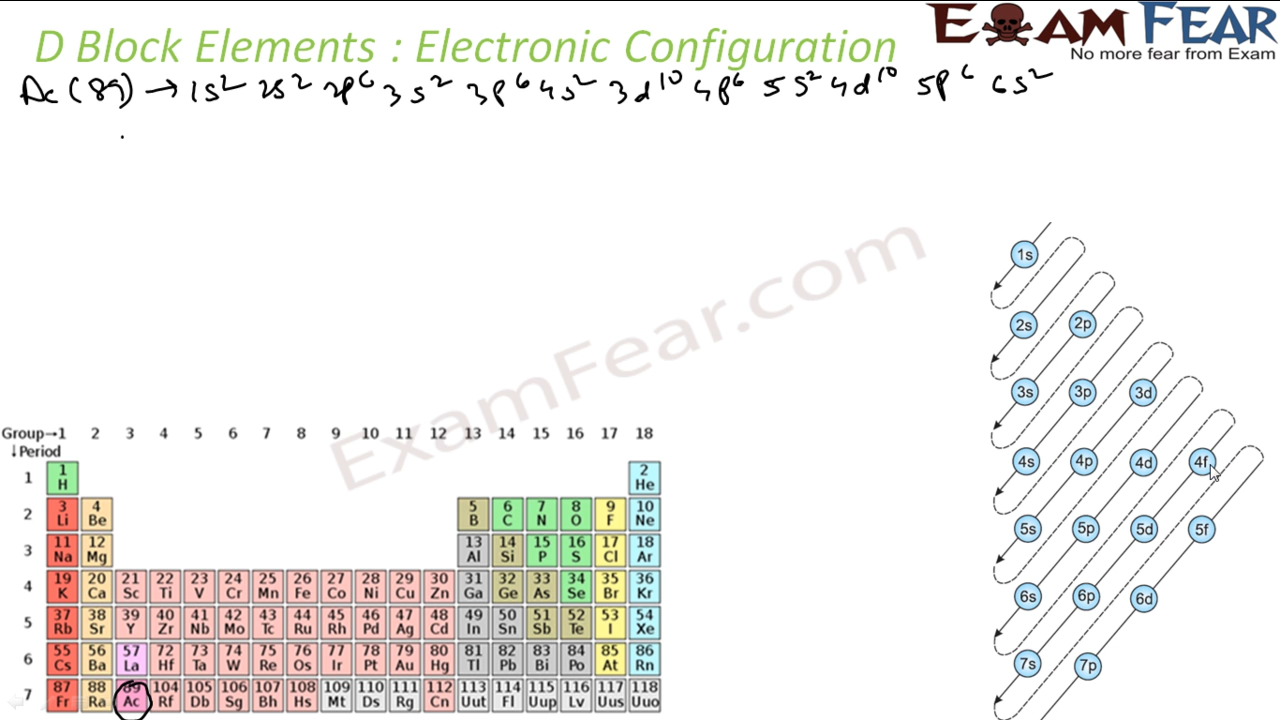 D Block Elements : Electronic Configuration
EXAM FEAR
No more fear from Exam
Ac (89) → 1s² 2s² 2p⁶ 3s² 3p⁶ 4s² 3d¹⁰ 4p⁶ 5s² 4d¹⁰ 5p⁶ 6s²
ExamFear.com
1s
2s 2p
3s 3p 3d
4s 4p 4d 4f
5s 5p 5d 5f
6s 6p 6d
7s 7p
Group→1 2 3 4 5 6 7 8 9 10 11 12 13 14 15 16 17 18
↓Period
1 1 2
H He
2 3 4 5 6 7 8 9 10
Li Be B C N O F Ne
3 11 12 13 14 15 16 17 18
Na Mg Al Si P S Cl Ar
4 19 20 21 22 23 24 25 26 27 28 29 30 31 32 33 34 35 36
K Ca Sc Ti V Cr Mn Fe Co Ni Cu Zn Ga Ge As Se Br Kr
5 37 38 39 40 41 42 43 44 45 46 47 48 49 50 51 52 53 54
Rb Sr Y Zr Nb Mo Tc Ru Rh Pd Ag Cd In Sn Sb Te I Xe
6 55 56 57 72 73 74 75 76 77 78 79 80 81 82 83 84 85 86
Cs Ba La Hf Ta W Re Os Ir Pt Au Hg Tl Pb Bi Po At Rn
7 87 88 89 104 105 106 107 108 109 110 111 112 113 114 115 116 117 118
Fr Ra Ac Rf Db Sg Bh Hs Mt Ds Rg Cn Uut Fl Uup Lv Uus Uuo